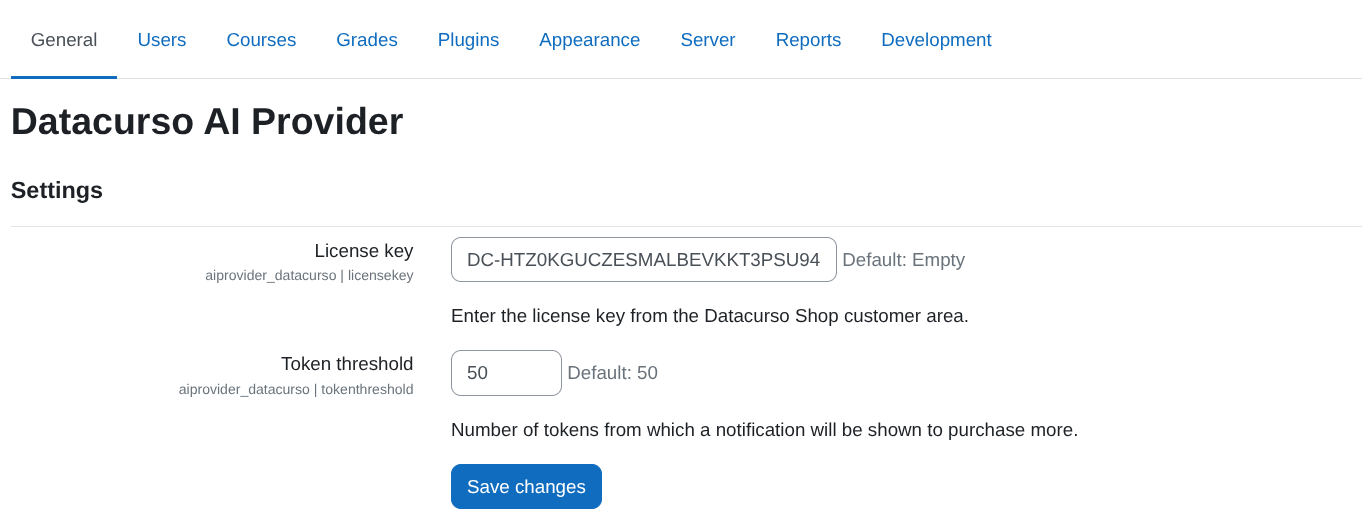 General Users Courses Grades Plugins Appearance Server Reports Development
Datacurso AI Provider
Settings
License key
aiprovider_datacurso | licensekey
DC-HTZ0KGUCZESMALBEVKKT3PSU94 Default: Empty
Enter the license key from the Datacurso Shop customer area.
Token threshold
aiprovider_datacurso | tokenthreshold
50 Default: 50
Number of tokens from which a notification will be shown to purchase more.
Save changes